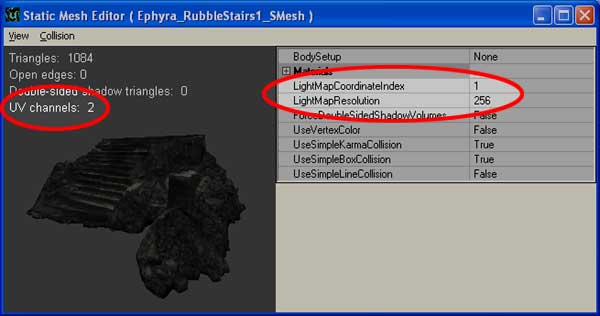 Static Mesh Editor ( Ephyra_RubbleStairs1_SMesh )
View Collision
Triangles: 1084
Open edges: 0
Double-sided shadow triangles: 0
UV channels: 2
BodySetup None
Materials
LightMapCoordinateIndex 1
LightMapResolution 256
ForceDoubleSidedShadowVolumes False
UseVertexColor False
UseSimpleKarmaCollision True
UseSimpleBoxCollision True
UseSimpleLineCollision False